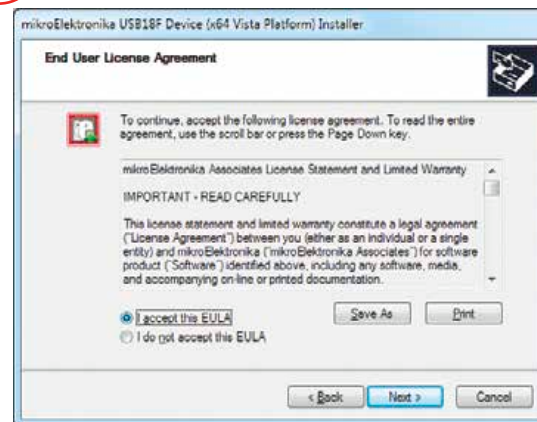 mikroElektronika USB18F Device (x64 Vista Platform) Installer
End User License Agreement
To continue, accept the following license agreement. To read the entire
agreement, use the scroll bar or press the Page Down key.
mikroElektronika Associates License Statement and Limited Warranty
IMPORTANT - READ CAREFULLY
This license statement and limited warranty constitute a legal agreement
("License Agreement") between you (either as an individual or a single
entity) and mikroElektronika ("mikroElektronika Associates") for software
product ("Software") identified above, including any software, media,
and accompanying on-line or printed documentation.
I accept this EULA
Save As
Print
I do not accept this EULA
< Back
Next >
Cancel